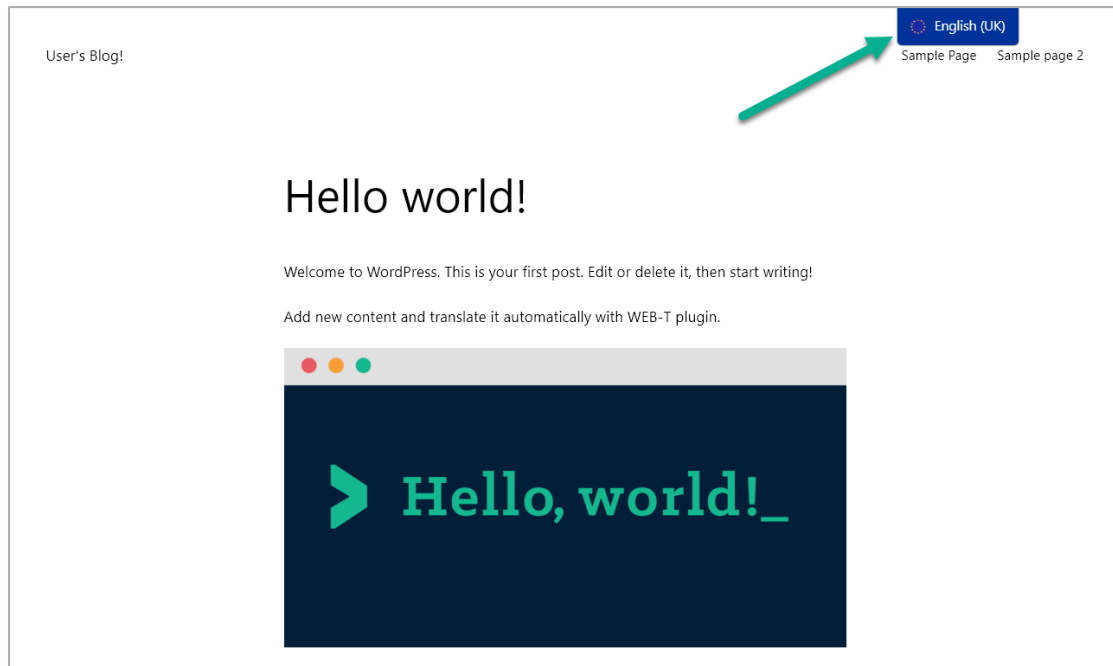 English (UK)
User's Blog!
Sample Page Sample page 2
Hello world!
Welcome to WordPress. This is your first post. Edit or delete it, then start writing!
Add new content and translate it automatically with WEB-T plugin.
> Hello, world!_